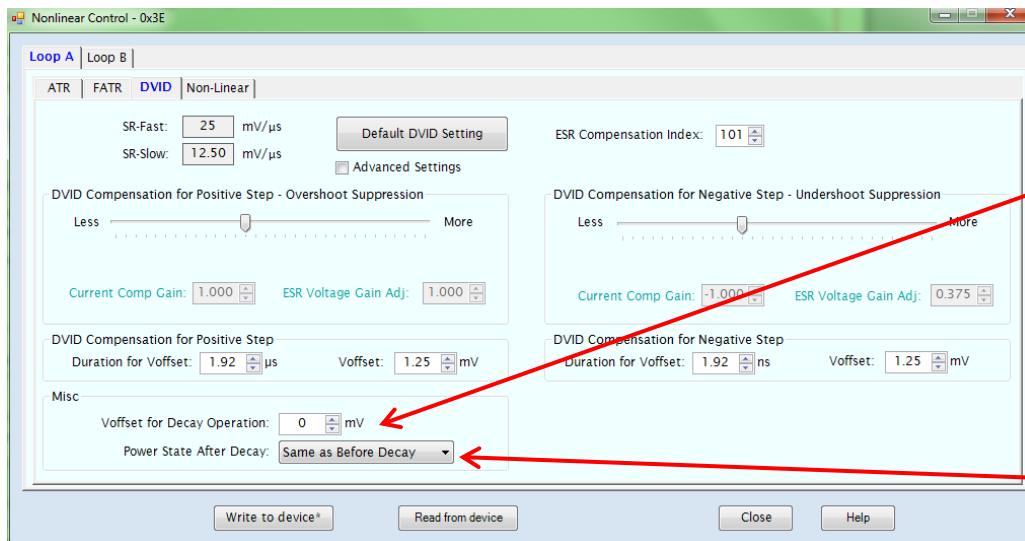 Nonlinear Control - 0x3E
Loop A Loop B
ATR FATR DVID Non-Linear
SR-Fast: 25 mV/µs
SR-Slow: 12.50 mV/µs
Default DVID Setting
Advanced Settings
ESR Compensation Index: 101
DVID Compensation for Positive Step - Overshoot Suppression
Less More
Current Comp Gain: 1.000 ESR Voltage Gain Adj: 1.000
DVID Compensation for Negative Step - Undershoot Suppression
Less More
Current Comp Gain: -1.000 ESR Voltage Gain Adj: 0.375
DVID Compensation for Positive Step
Duration for Voffset: 1.92 µs Voffset: 1.25 mV
DVID Compensation for Negative Step
Duration for Voffset: 1.92 ns Voffset: 1.25 mV
Misc
Voffset for Decay Operation: 0 mV
Power State After Decay: Same as Before Decay
Write to device* Read from device Close Help